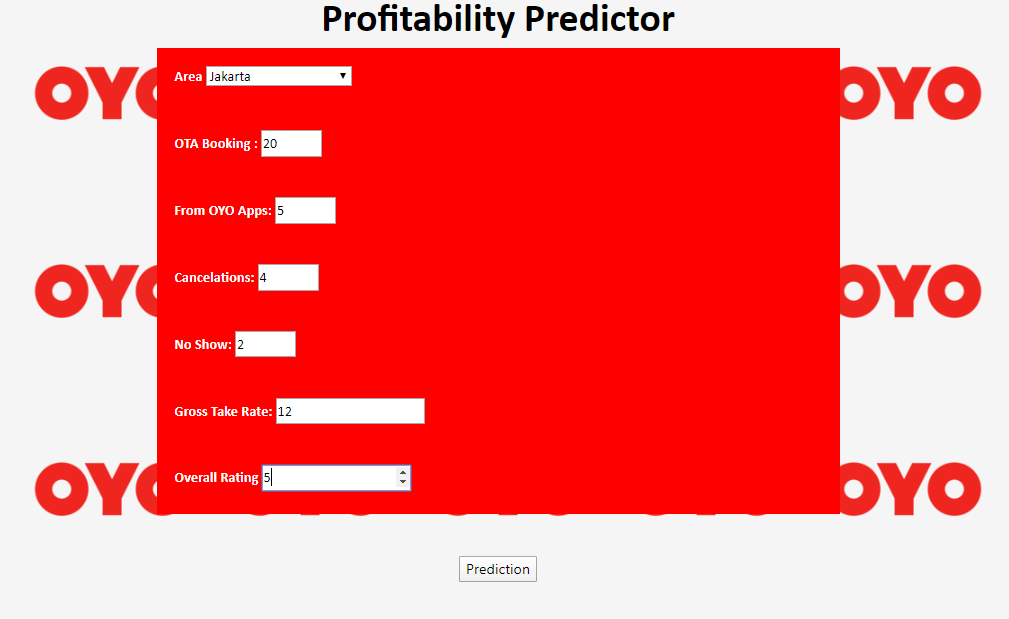 Profitability Predictor
Area Jakarta
OYO OYO
OTA Booking : 20
From OYO Apps: 5
Cancelations: 4
OYO OYO
No Show: 2
Gross Take Rate: 12
Overall Rating 5
OYO OYO
Prediction